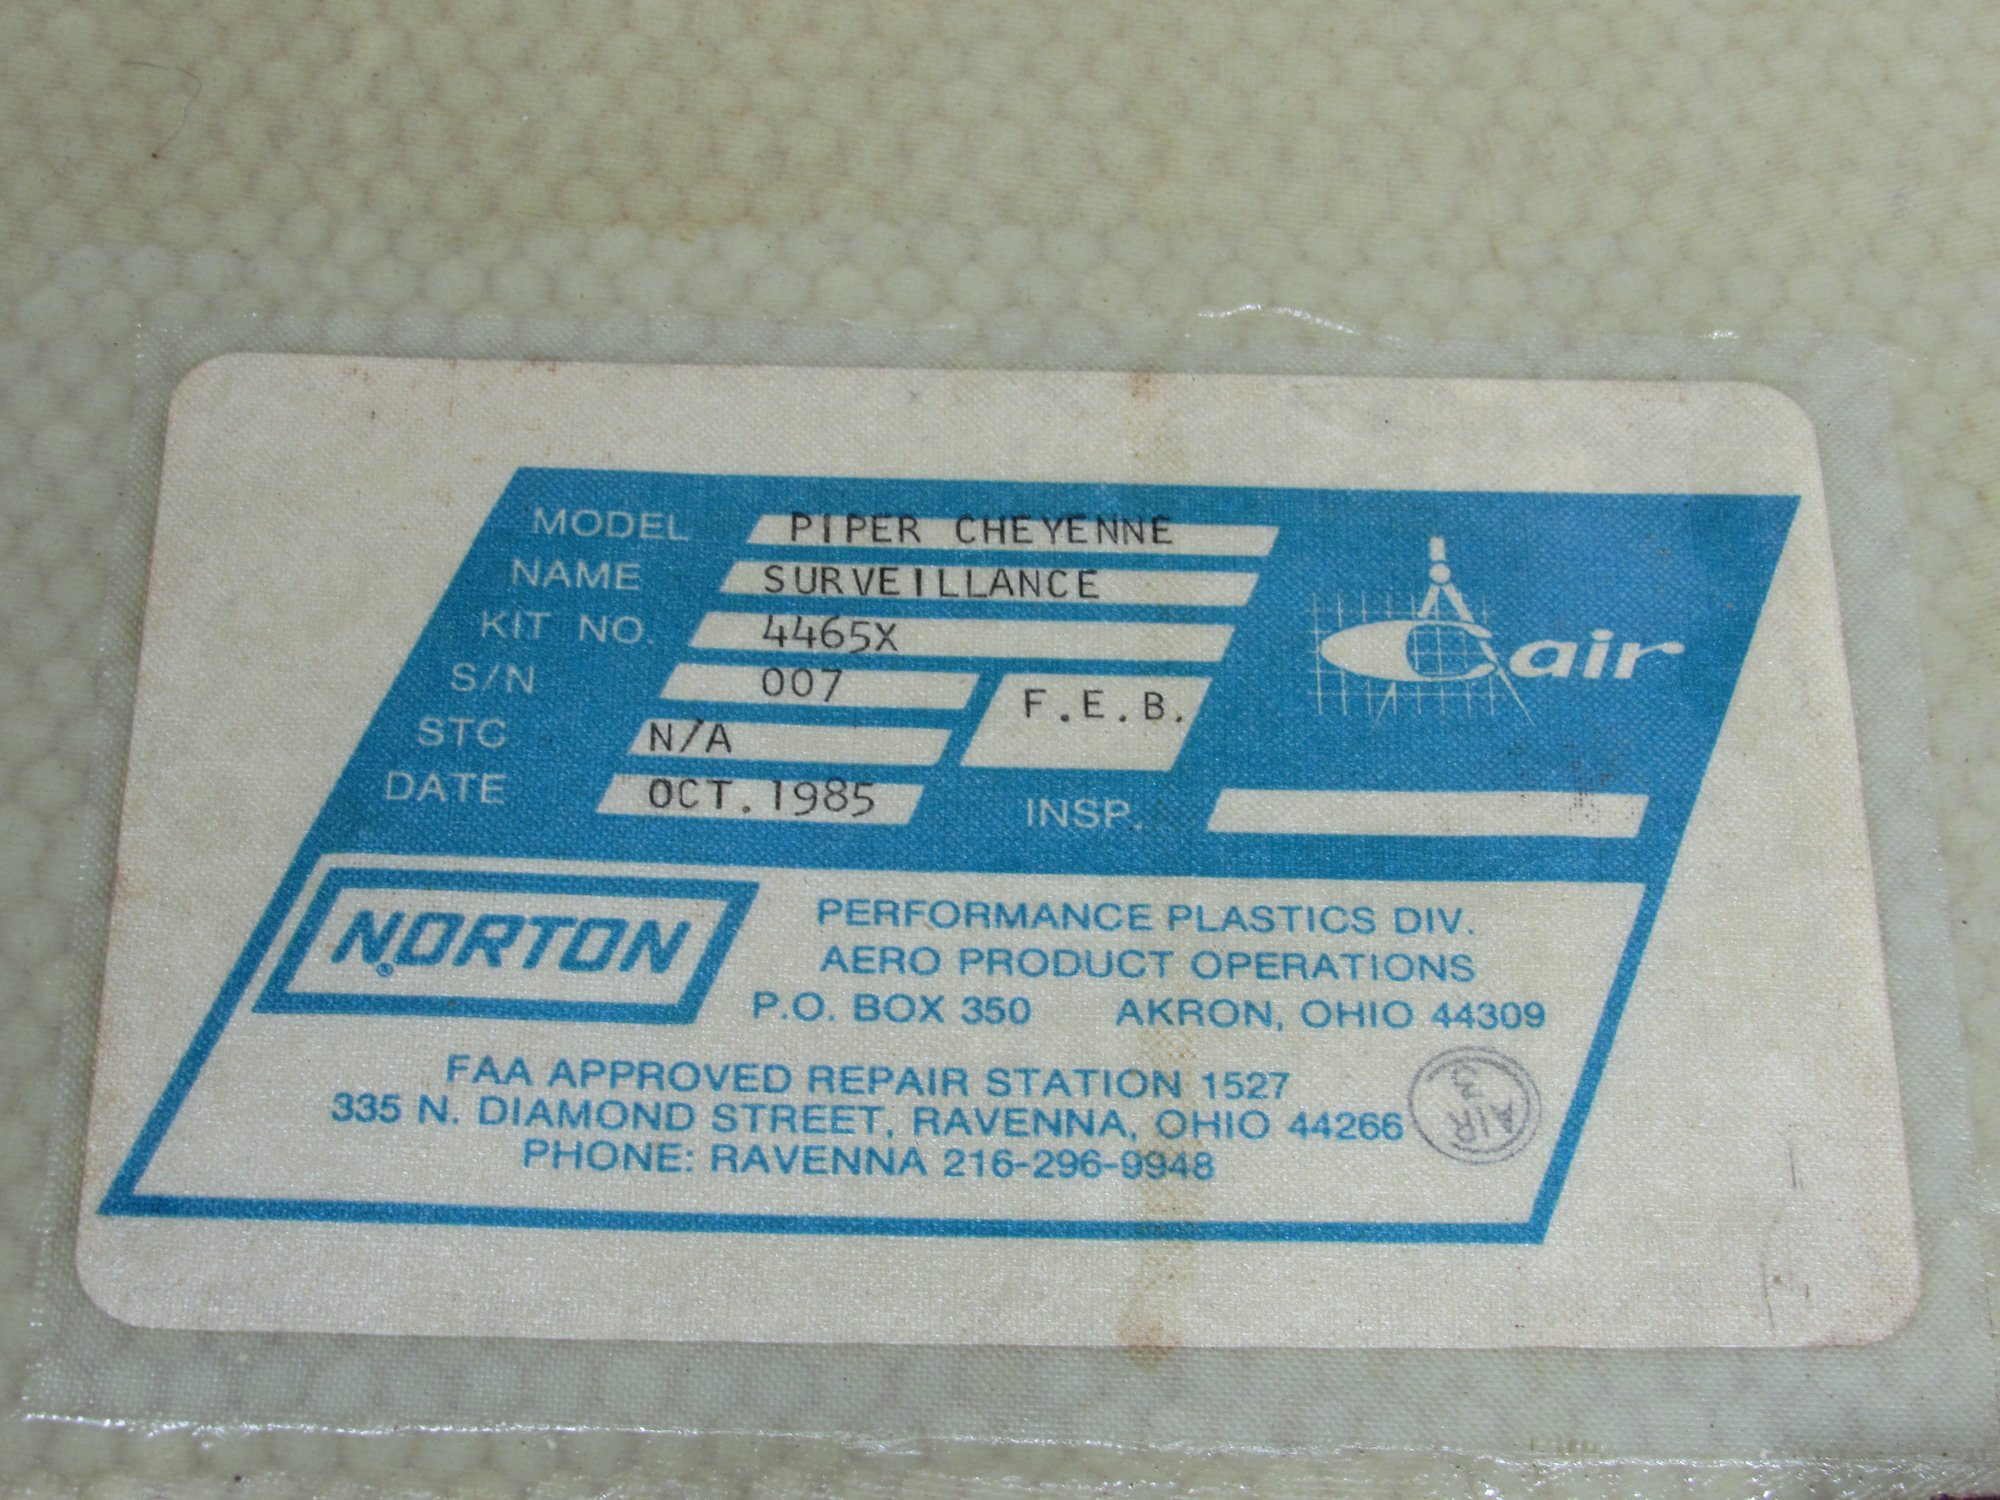 MODEL PIPER CHEYENNE
NAME SURVEILLANCE
KIT NO. 4465X
S/N 007
F.E.B.
STC N/A
DATE OCT.1985
INSP.
Cair
NORTON®
PERFORMANCE PLASTICS DIV.
AERO PRODUCT OPERATIONS
P.O. BOX 350 AKRON, OHIO 44309
FAA APPROVED REPAIR STATION 1527
335 N. DIAMOND STREET, RAVENNA, OHIO 44266
PHONE: RAVENNA 216-296-9948
AIR
3